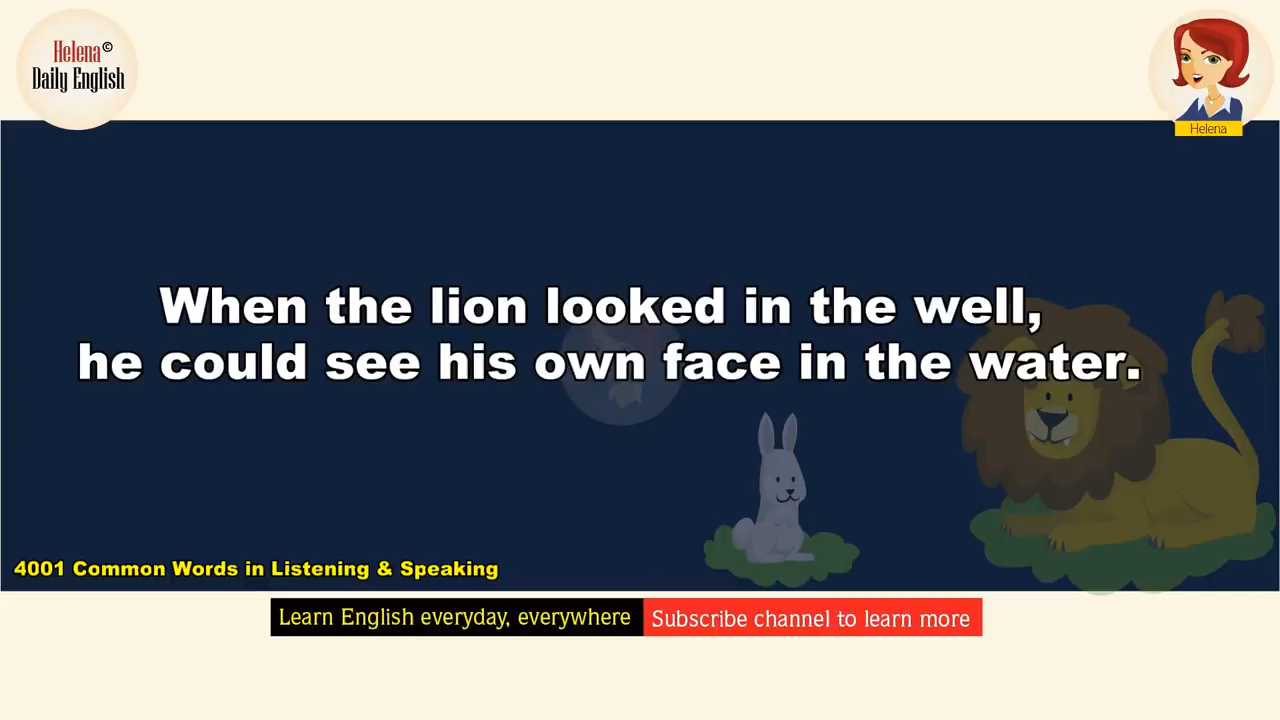 Helena©
Daily English
Helena
When the lion looked in the well,
he could see his own face in the water.
4001 Common Words in Listening & Speaking
Learn English everyday, everywhere
Subscribe channel to learn more